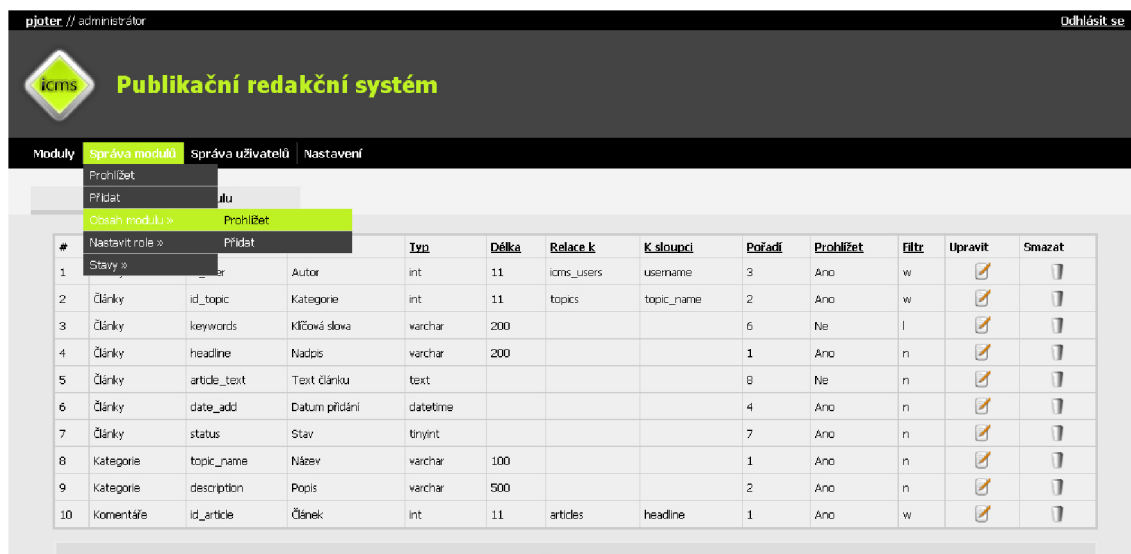 pjoter // administrátor Odhlásit se
icms Publikační redakční systém
Moduly Správa modulů Správa uživatelů Nastavení
Prohlížet
Přidat
Obsah modulu » Prohlížet
Nastavit role » Přidat
Stavy »
# Typ Délka Relace k K sloupci Pořadí Prohlížet Filtr Upravit Smazat
1 Autor int 11 icms_users username 3 Ano w
2 Články id_topic Kategorie int 11 topics topic_name 2 Ano w
3 Články keywords Klíčová slova varchar 200 6 Ne l
4 Články headline Nadpis varchar 200 1 Ano n
5 Články article_text Text článku text 8 Ne n
6 Články date_add Datum přidání datetime 4 Ano n
7 Články status Stav tinyint 7 Ano n
8 Kategorie topic_name Název varchar 100 1 Ano n
9 Kategorie description Popis varchar 500 2 Ano n
10 Komentáře id_article Článek int 11 articles headline 1 Ano w